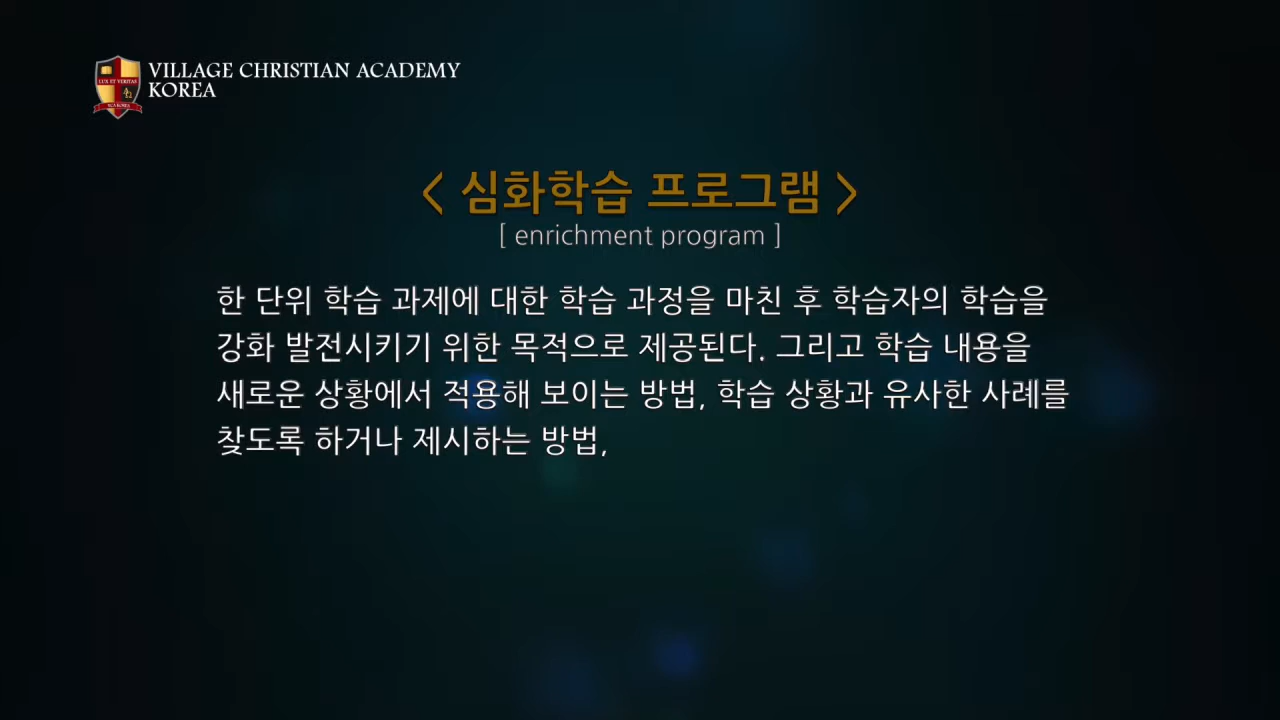 VILLAGE CHRISTIAN ACADEMY
KOREA
LUX ET VERITAS
VCA KOREA
< 심화학습 프로그램 >
[ enrichment program ]
한 단위 학습 과제에 대한 학습 과정을 마친 후 학습자의 학습을
강화 발전시키기 위한 목적으로 제공된다. 그리고 학습 내용을
새로운 상황에서 적용해 보이는 방법, 학습 상황과 유사한 사례를
찾도록 하거나 제시하는 방법,